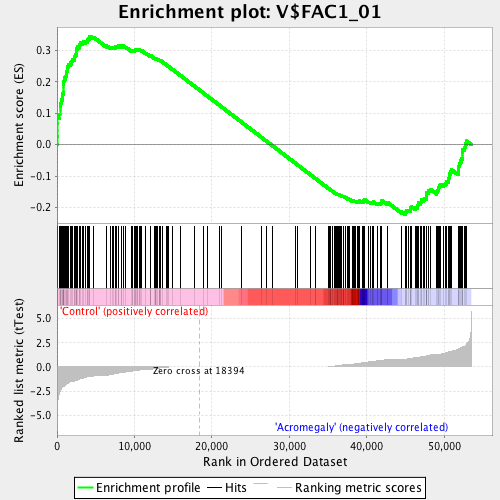 Enrichment plot: V$FAC1_01
Enrichment score (ES)
0.3
0.2
0.1
0.0
-0.1
-0.2
Ranked list metric (tTest)
5.0
2.5
0.0
-2.5
-5.0
'Control' (positively correlated)
Zero cross at 18394
'Acromegaly' (negatively correlated)
0
10,000
20,000
30,000
40,000
50,000
Rank in Ordered Dataset
Enrichment profile
Hits
Ranking metric scores